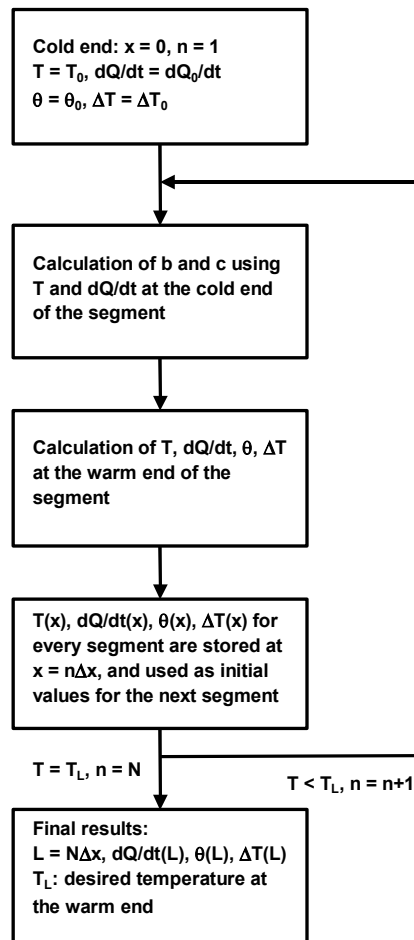 Cold end: x = 0, n = 1
T = T₀, dQ/dt = dQ₀/dt
θ = θ₀, ΔT = ΔT₀
Calculation of b and c using
T and dQ/dt at the cold end
of the segment
Calculation of T, dQ/dt, θ, ΔT
at the warm end of the
segment
T(x), dQ/dt(x), θ(x), ΔT(x) for
every segment are stored at
x = nΔx, and used as initial
values for the next segment
T = T_L, n = N
T < T_L, n = n+1
Final results:
L = NΔx, dQ/dt(L), θ(L), ΔT(L)
T_L: desired temperature at
the warm end